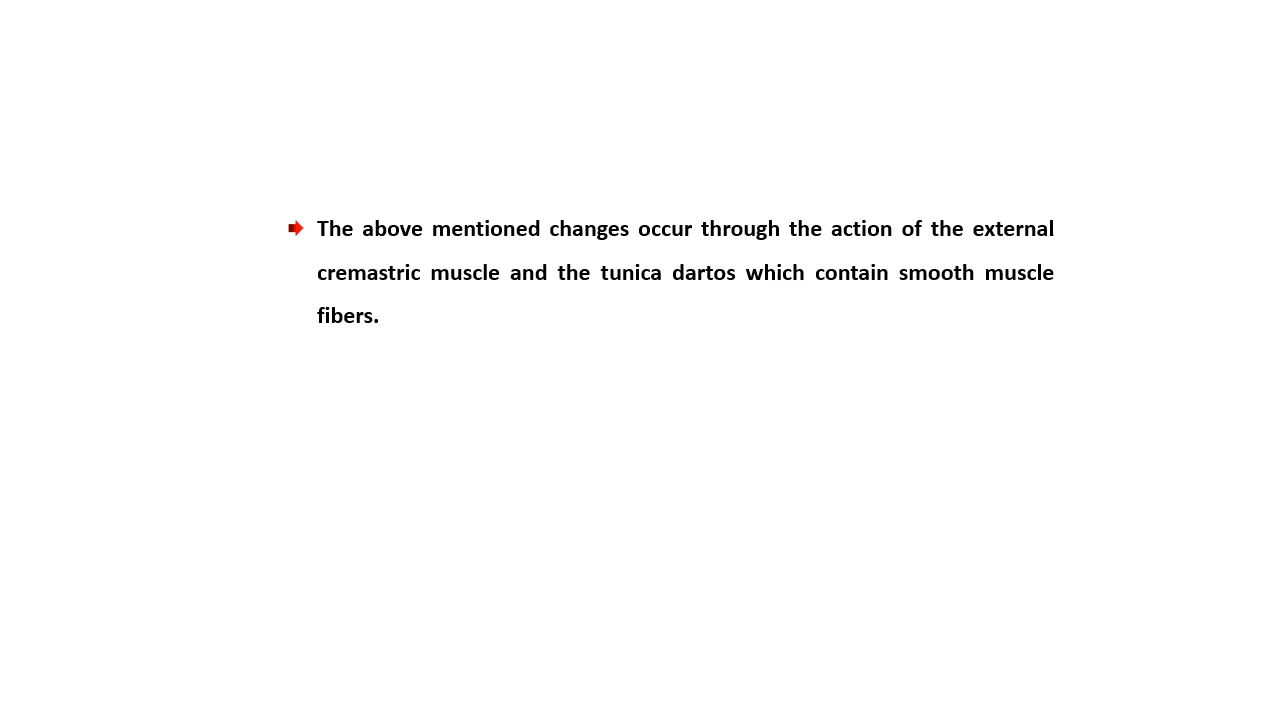 The above mentioned changes occur through the action of the external
cremastric muscle and the tunica dartos which contain smooth muscle
fibers.